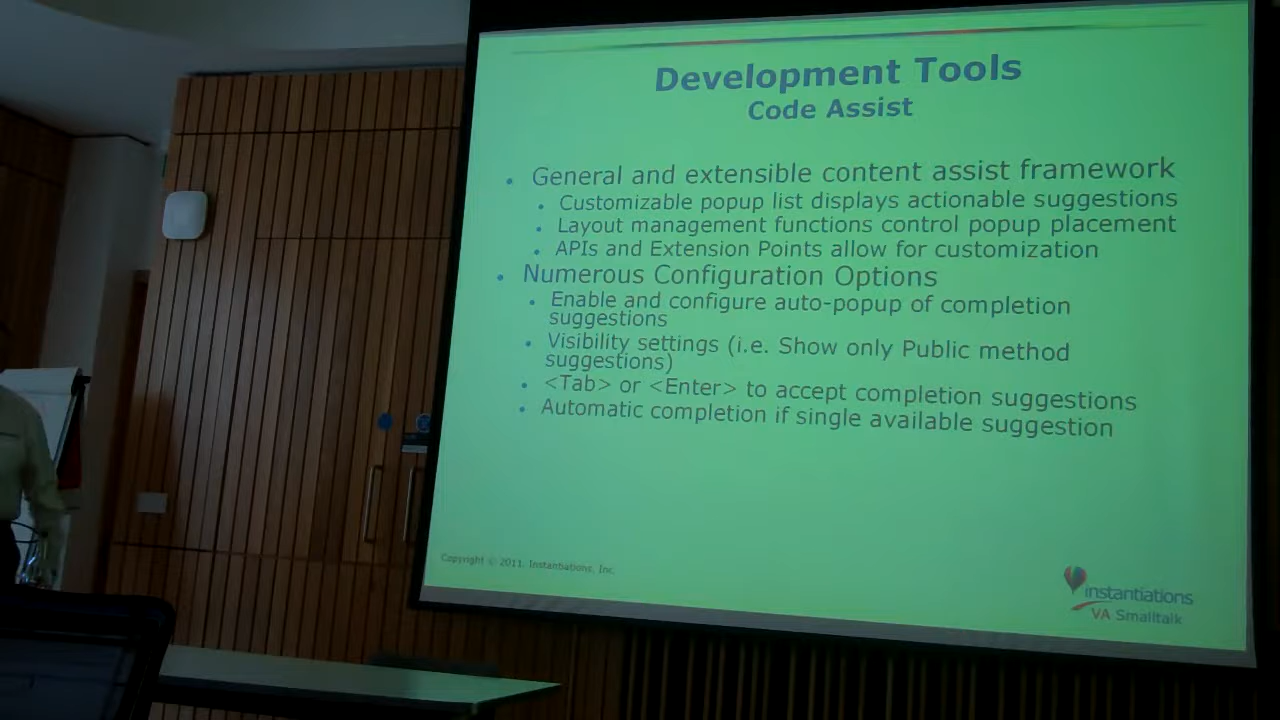 Development Tools
Code Assist
• General and extensible content assist framework
• Customizable popup list displays actionable suggestions
• Layout management functions control popup placement
• APIs and Extension Points allow for customization
• Numerous Configuration Options
• Enable and configure auto-popup of completion
suggestions
• Visibility settings (i.e. Show only Public method
suggestions)
• <Tab> or <Enter> to accept completion suggestions
• Automatic completion if single available suggestion
Copyright © 2011, Instantiations, Inc.
instantiations
VA Smalltalk